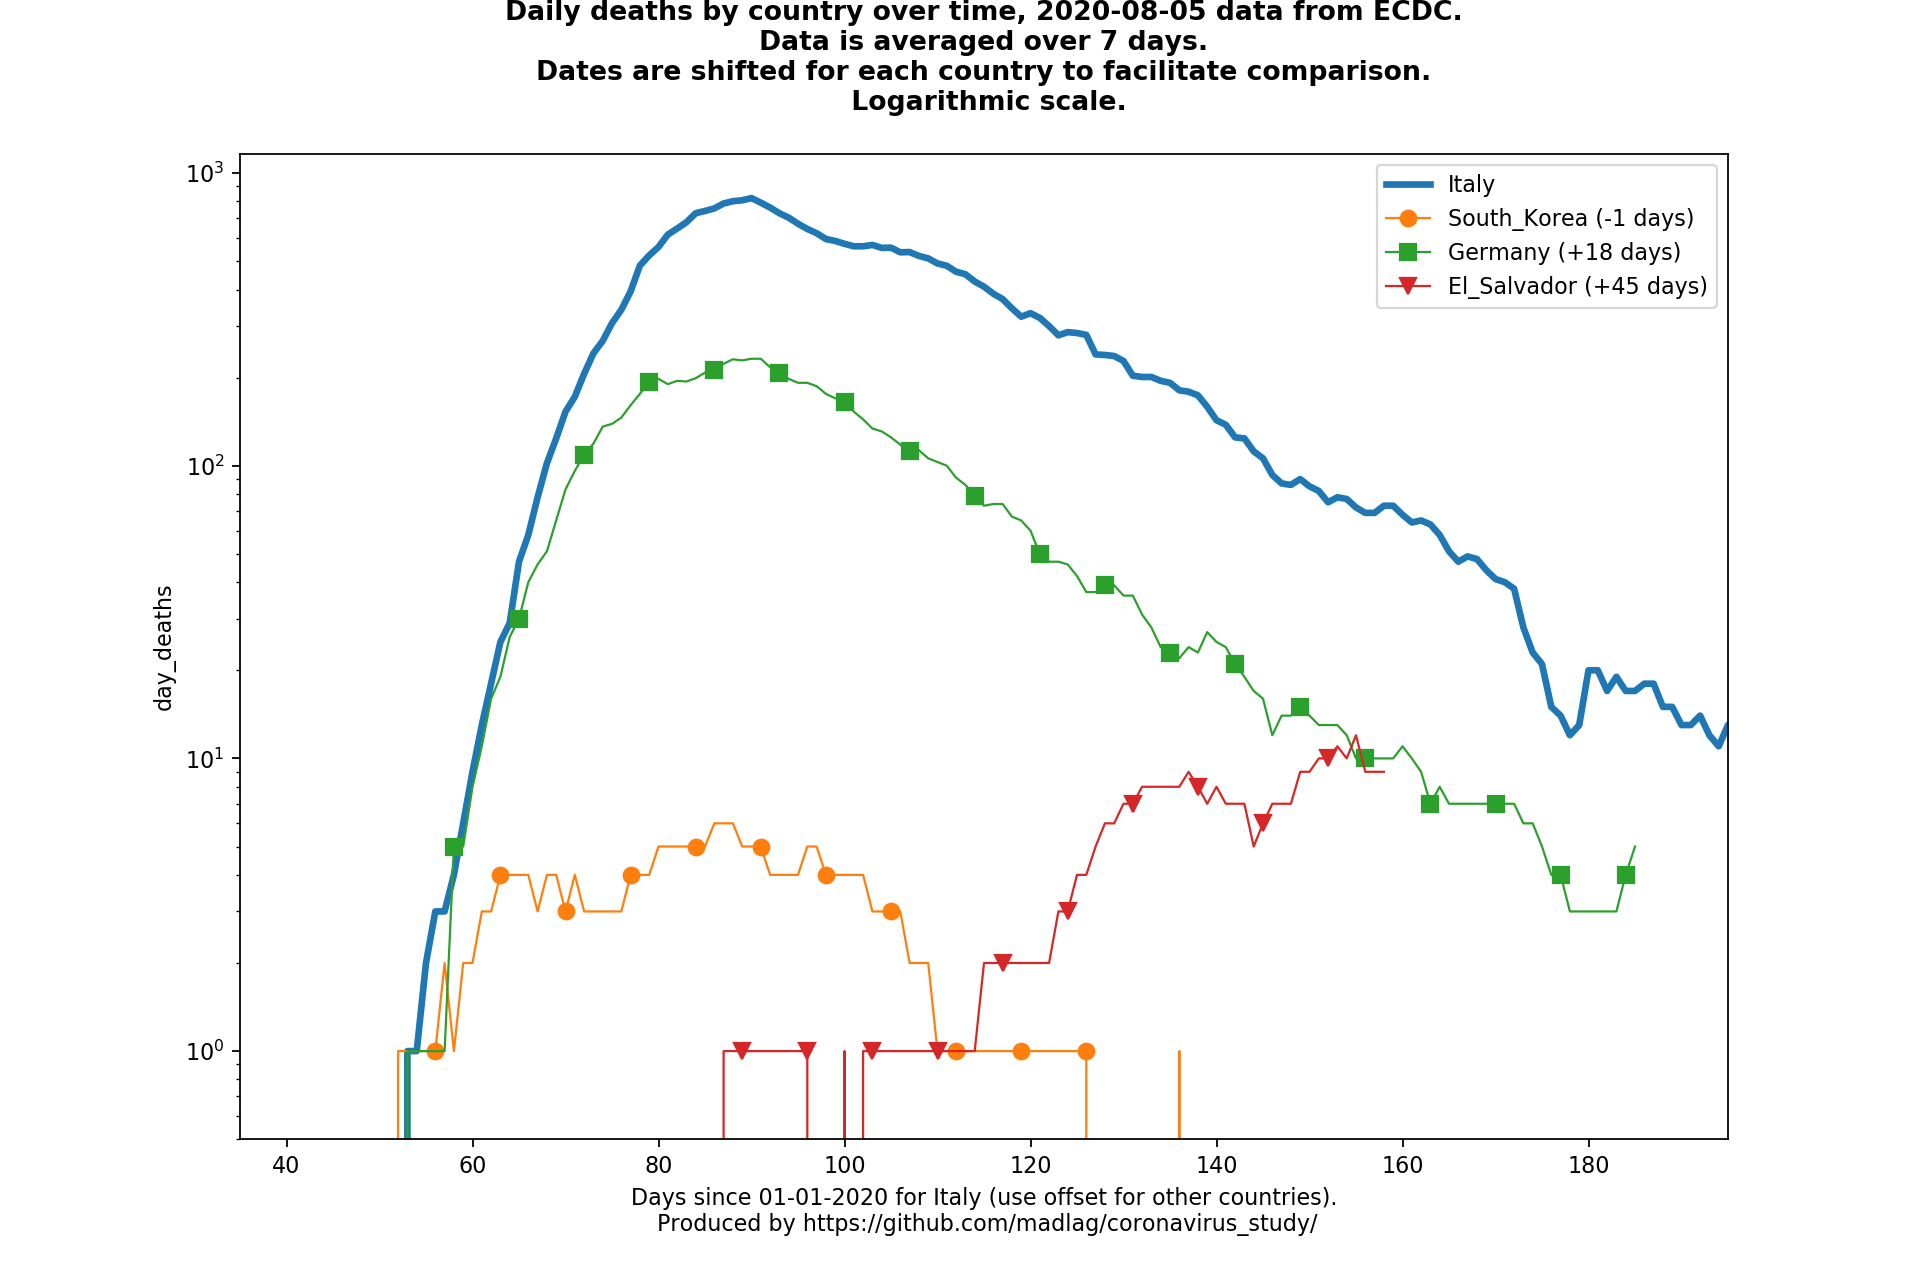 Daily deaths by country over time, 2020-08-05 data from ECDC.
Data is averaged over 7 days.
Dates are shifted for each country to facilitate comparison.
Logarithmic scale.
10³
10²
10¹
10⁰
day_deaths
Italy
South_Korea (-1 days)
Germany (+18 days)
El_Salvador (+45 days)
40 60 80 100 120 140 160 180
Days since 01-01-2020 for Italy (use offset for other countries).
Produced by https://github.com/madlag/coronavirus_study/